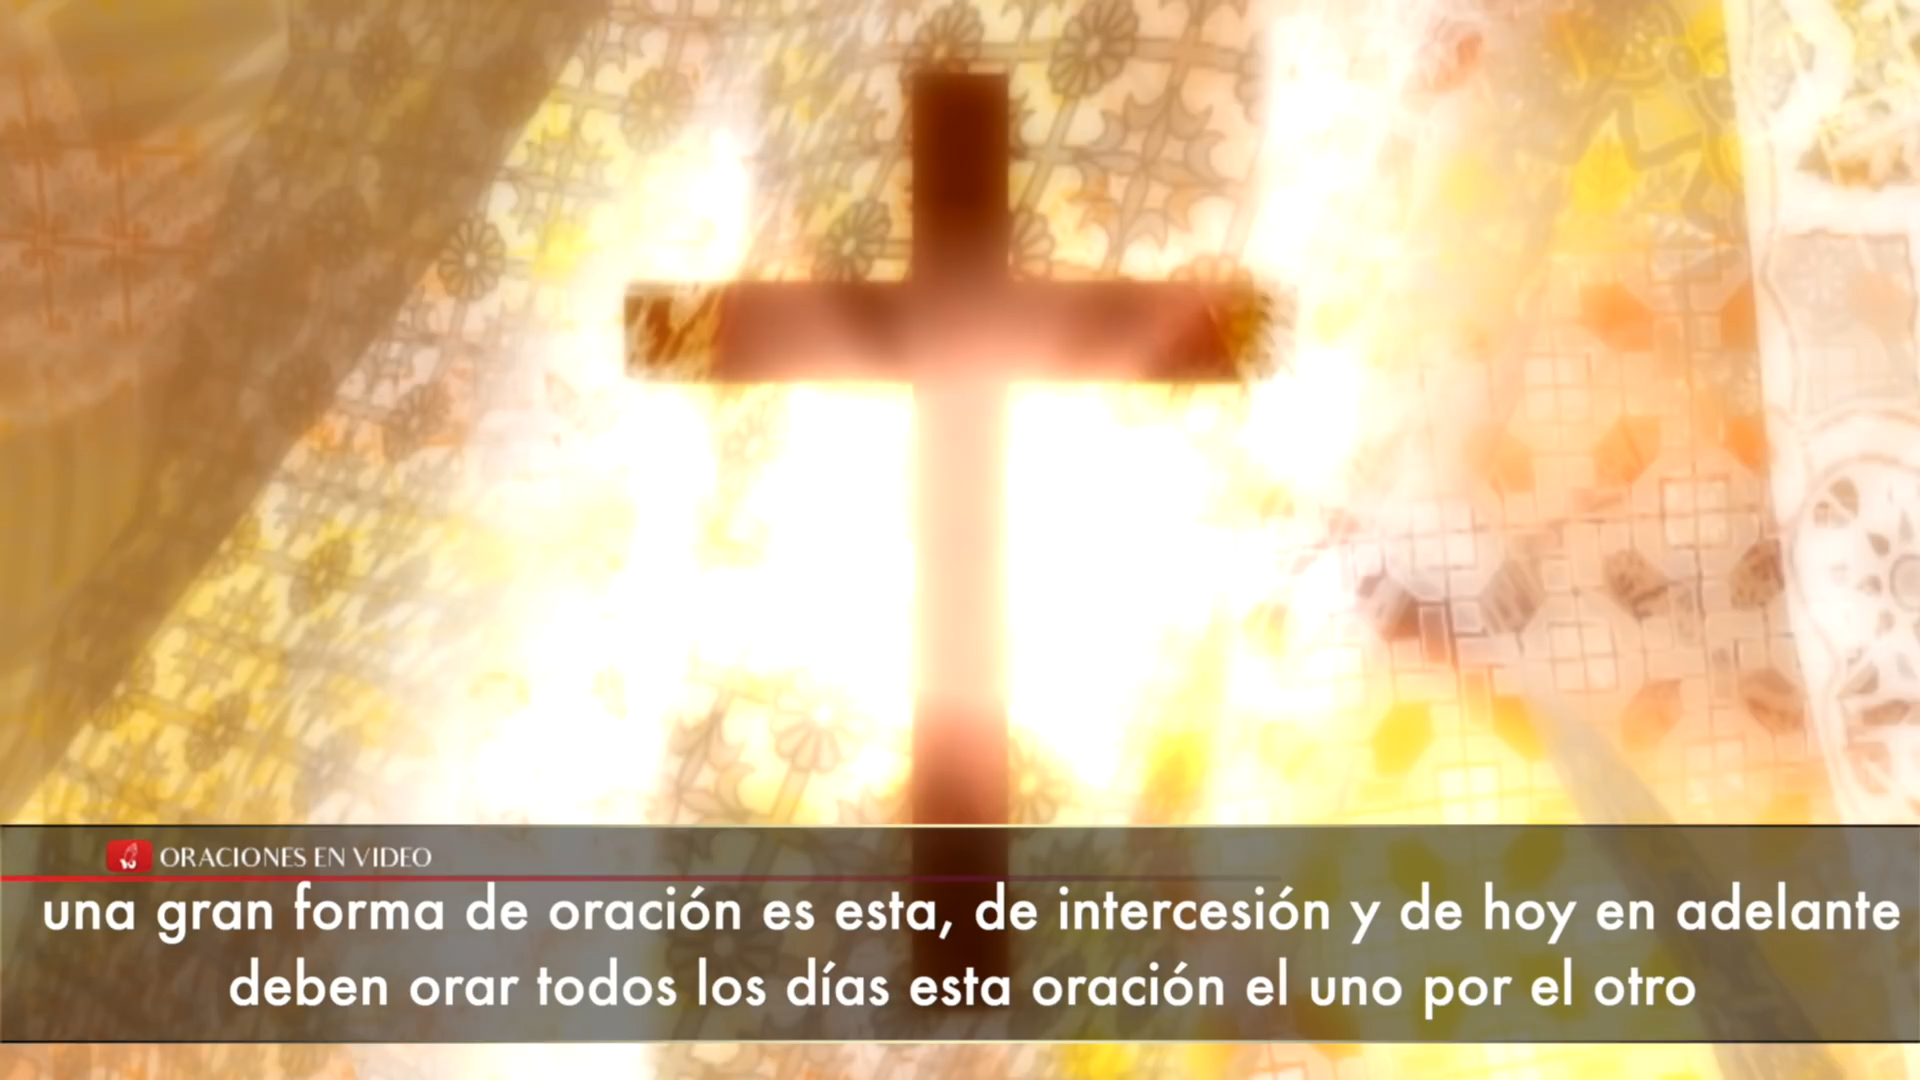 ORACIONES EN VIDEO
una gran forma de oración es esta, de intercesión y de hoy en adelante
deben orar todos los días esta oración el uno por el otro